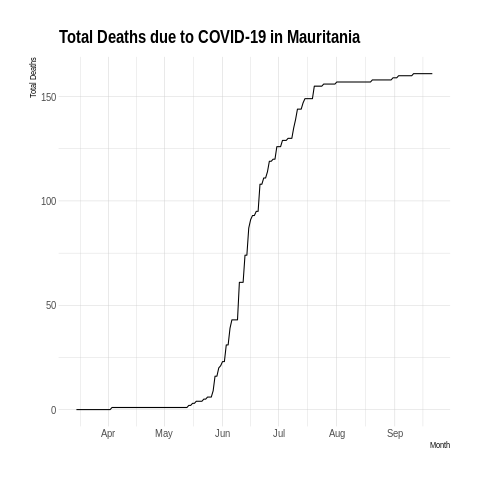 Total Deaths due to COVID-19 in Mauritania
Total Deaths
150
100
50
0
Apr May Jun Jul Aug Sep
Month